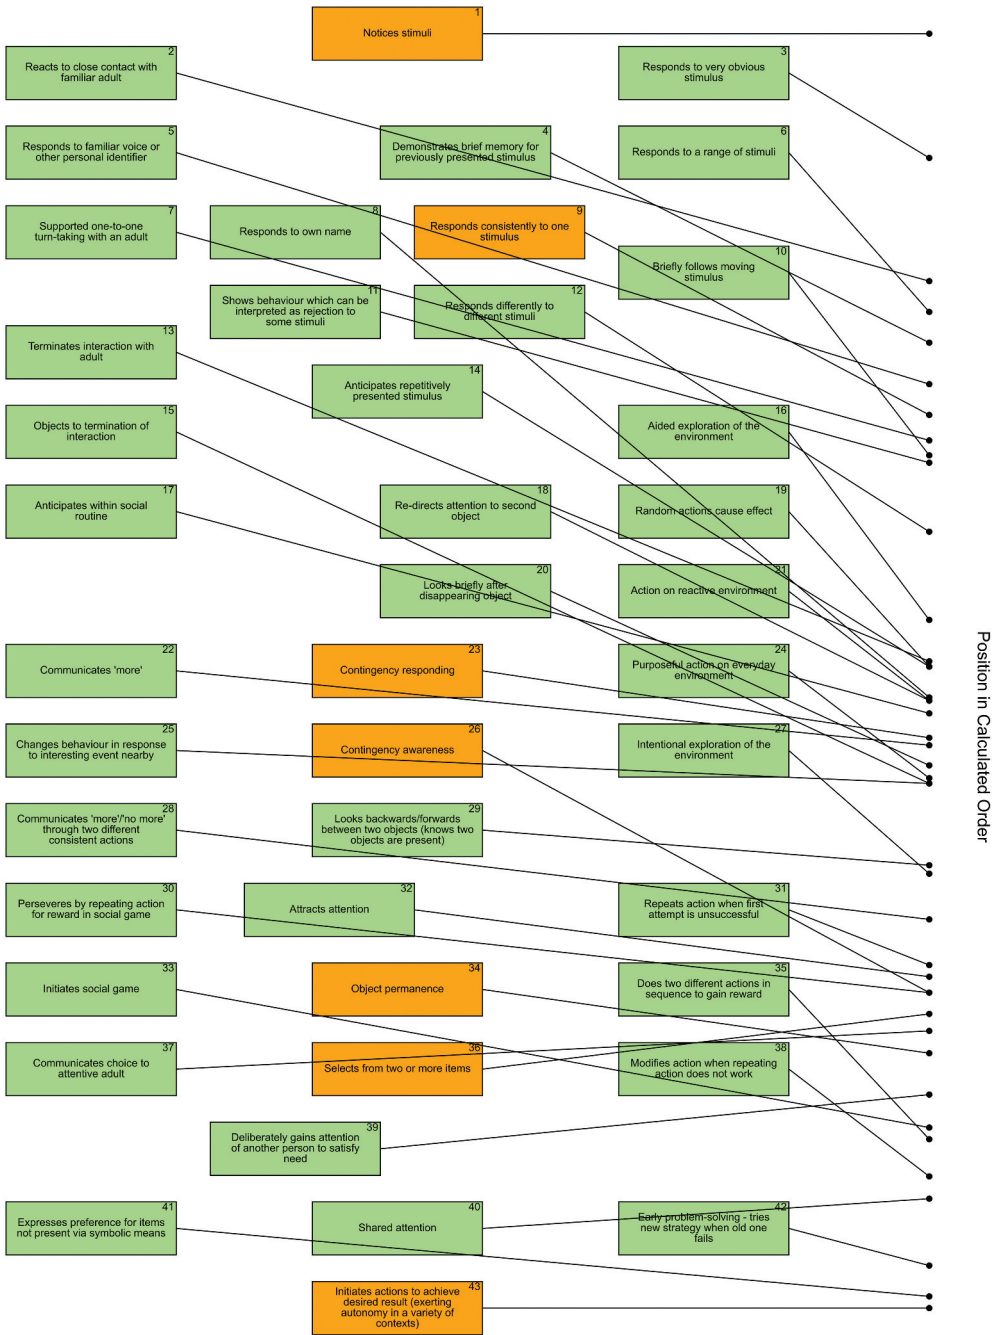 1
Notices stimuli
2
Reacts to close contact with
familiar adult
3
Responds to very obvious
stimulus
4
Demonstrates brief memory for
previously presented stimulus
5
Responds to familiar voice or
other personal identifier
6
Responds to a range of stimuli
7
Supported one-to-one
turn-taking with an adult
8
Responds to own name
9
Responds consistently to one
stimulus
10
Briefly follows moving
stimulus
11
Shows behaviour which can be
interpreted as rejection to
some stimuli
12
Responds differently to
different stimuli
13
Terminates interaction with
adult
14
Anticipates repetitively
presented stimulus
15
Objects to termination of
interaction
16
Aided exploration of the
environment
17
Anticipates within social
routine
18
Re-directs attention to second
object
19
Random actions cause effect
20
Looks briefly after
disappearing object
21
Action on reactive environment
22
Communicates 'more'
23
Contingency responding
24
Purposeful action on everyday
environment
25
Changes behaviour in response
to interesting event nearby
26
Contingency awareness
27
Intentional exploration of the
environment
28
Communicates 'more'/'no more'
through two different
consistent actions
29
Looks backwards/forwards
between two objects (knows two
objects are present)
30
Perseveres by repeating action
for reward in social game
32
Attracts attention
31
Repeats action when first
attempt is unsuccessful
33
Initiates social game
34
Object permanence
35
Does two different actions in
sequence to gain reward
37
Communicates choice to
attentive adult
36
Selects from two or more items
38
Modifies action when repeating
action does not work
39
Deliberately gains attention
of another person to satisfy
need
41
Expresses preference for items
not present via symbolic means
40
Shared attention
42
Early problem-solving - tries
new strategy when old one
fails
43
Initiates actions to achieve
desired result (exerting
autonomy in a variety of
contexts)
Position in Calculated Order